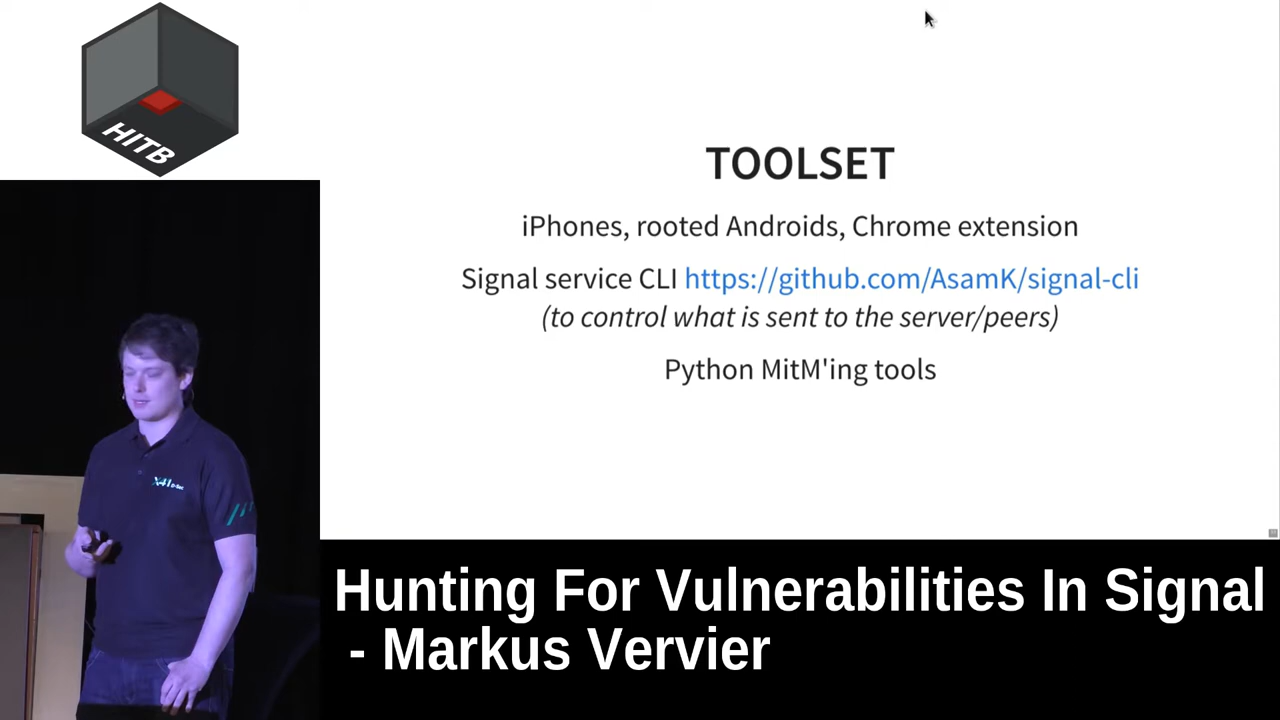 HITB
TOOLSET
iPhones, rooted Androids, Chrome extension
Signal service CLI https://github.com/AsamK/signal-cli
(to control what is sent to the server/peers)
Python MitM'ing tools
X41
Hunting For Vulnerabilities In Signal
- Markus Vervier